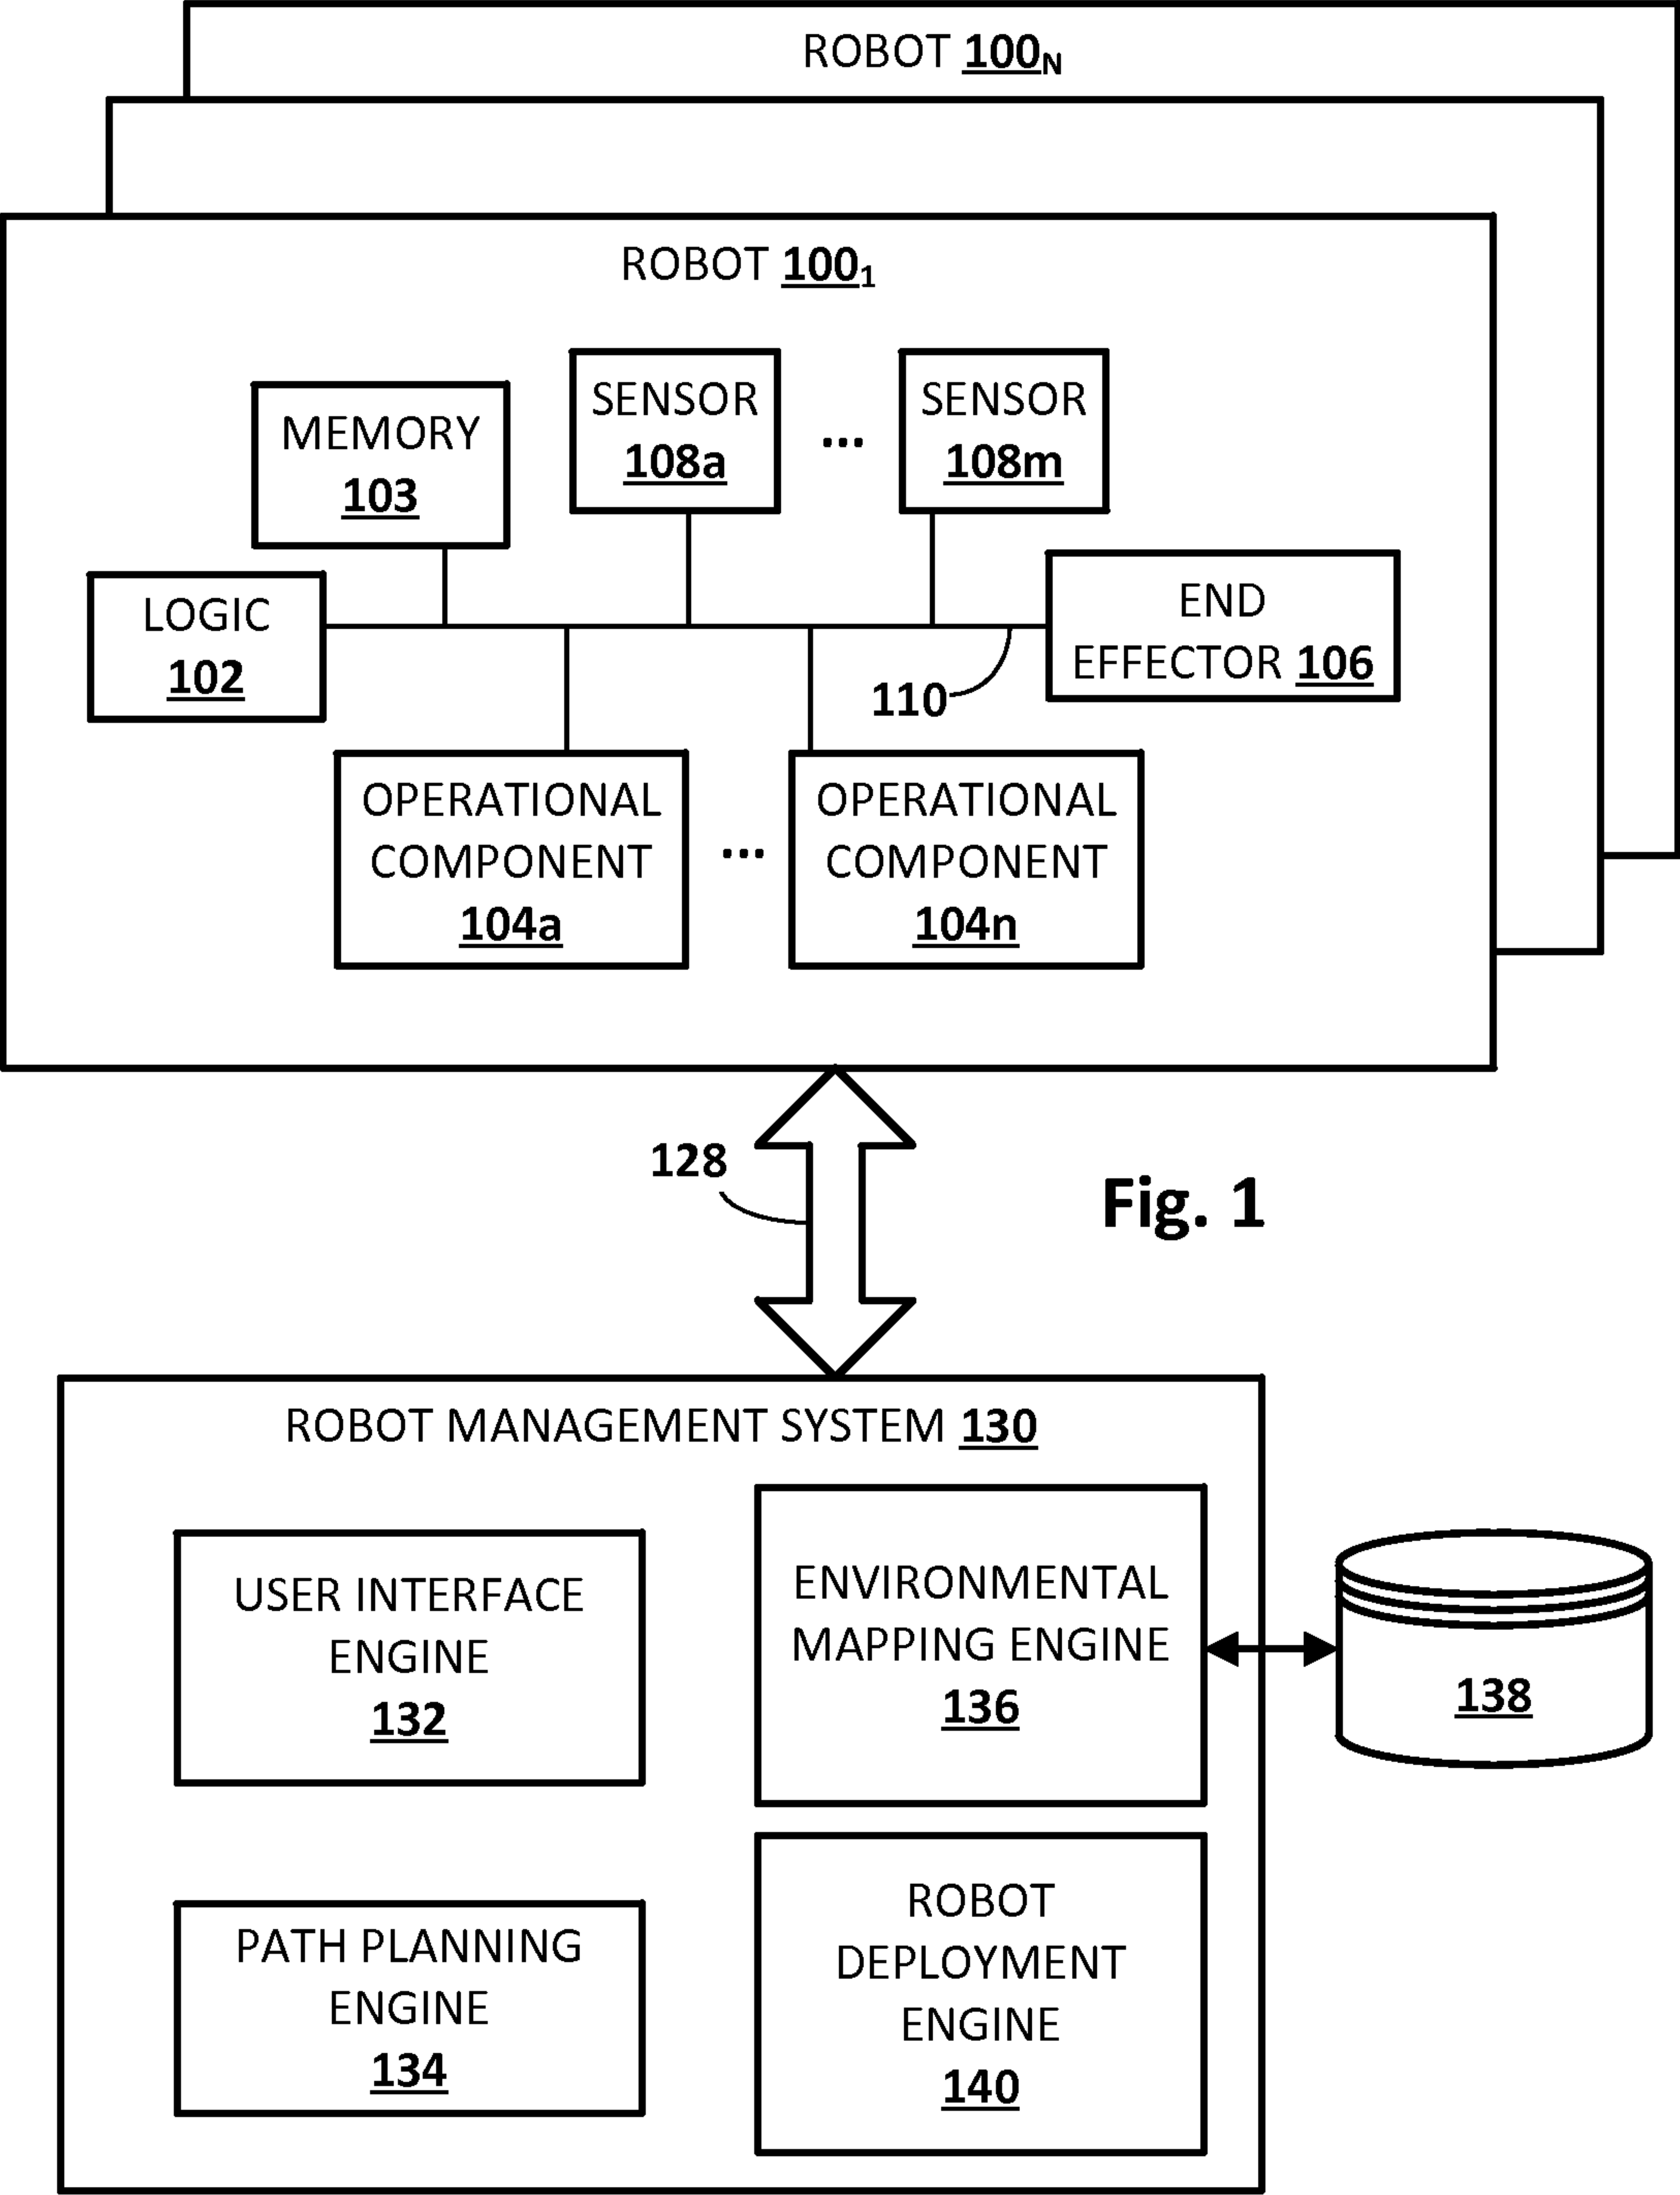 ROBOT 100N
ROBOT 1001
MEMORY
103
SENSOR
108a
...
SENSOR
108m
LOGIC
102
END
EFFECTOR 106
110
OPERATIONAL
COMPONENT
104a
...
OPERATIONAL
COMPONENT
104n
128
Fig. 1
ROBOT MANAGEMENT SYSTEM 130
USER INTERFACE
ENGINE
132
ENVIRONMENTAL
MAPPING ENGINE
136
138
PATH PLANNING
ENGINE
134
ROBOT
DEPLOYMENT
ENGINE
140